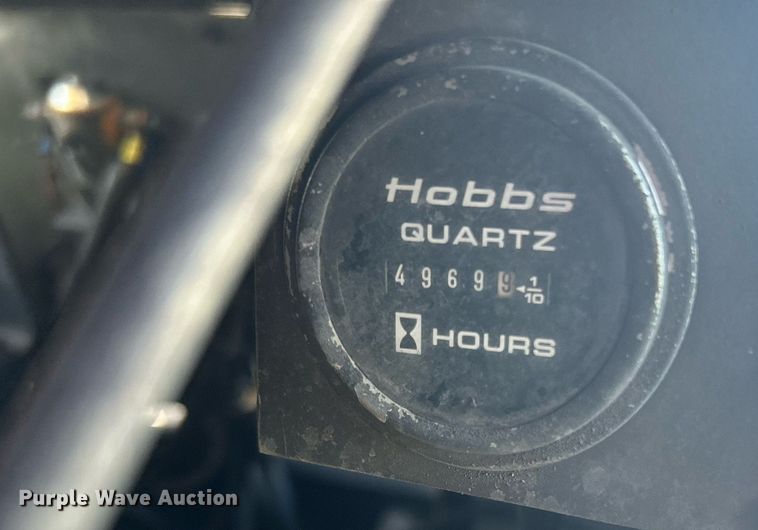 Hobbs
QUARTZ
49699 1/10
HOURS
Purple Wave Auction